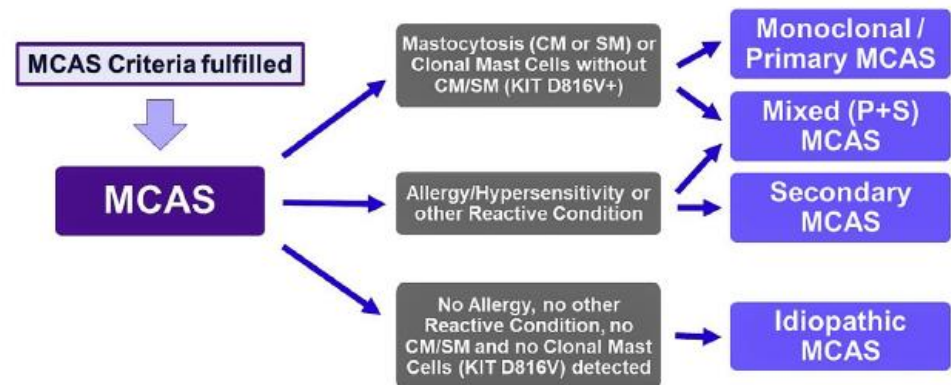 MCAS Criteria fulfilled
MCAS
Mastocytosis (CM or SM) or
Clonal Mast Cells without
CM/SM (KIT D816V+)
Allergy/Hypersensitivity or
other Reactive Condition
No Allergy, no other
Reactive Condition, no
CM/SM and no Clonal Mast
Cells (KIT D816V) detected
Monoclonal /
Primary MCAS
Mixed (P+S)
MCAS
Secondary
MCAS
Idiopathic
MCAS